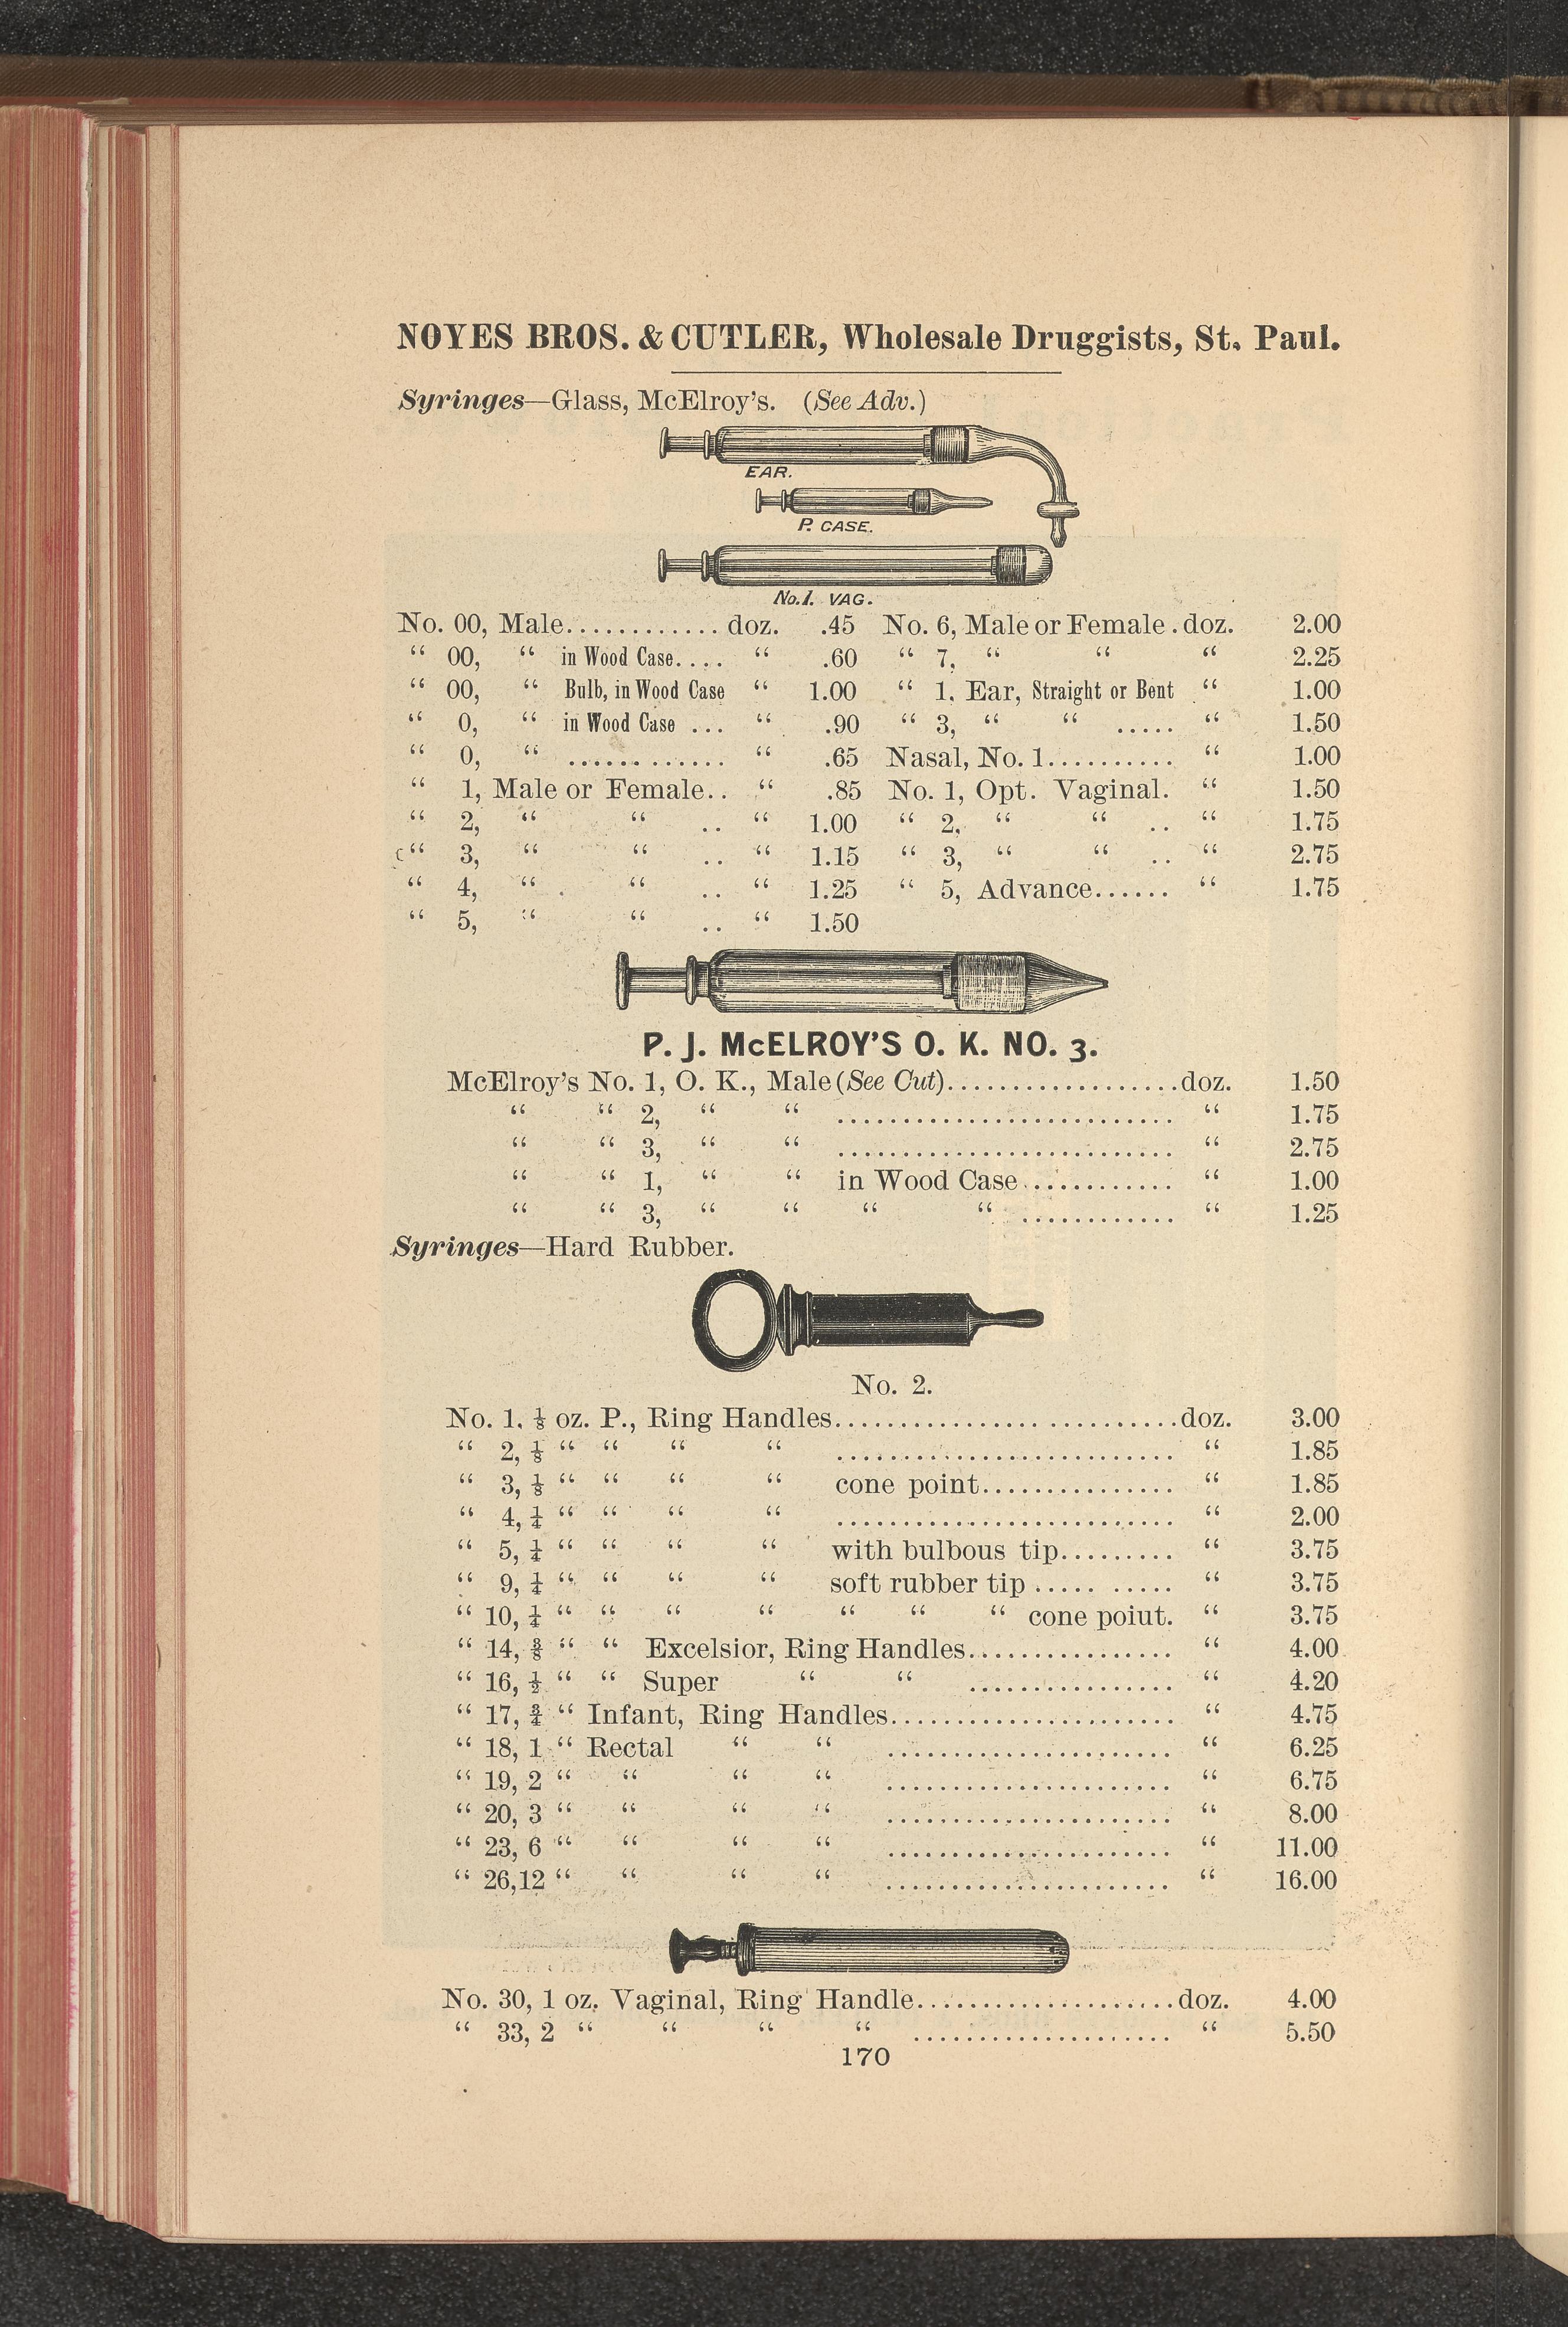 NOYES BROS. & CUTLER, Wholesale Druggists, St. Paul.
Syringes—Glass, McElroy's. (See Adv.)
EAR.
P. CASE.
No. 1. VAG.
No. 00, Male............ doz. .45
“ 00, “ in Wood Case.... “ .60
“ 00, “ Bulb, in Wood Case “ 1.00
“ 0, “ in Wood Case ... “ .90
“ 0, “ ............ “ .65
“ 1, Male or Female.. “ .85
“ 2, “ “ .. “ 1.00
“ 3, “ “ .. “ 1.15
“ 4, “ “ .. “ 1.25
“ 5, “ “ .. “ 1.50
No. 6, Male or Female . doz. 2.00
“ 7, “ “ “ 2.25
“ 1. Ear, Straight or Bent “ 1.00
“ 3, “ “ ..... “ 1.50
Nasal, No. 1.......... “ 1.00
No. 1, Opt. Vaginal. “ 1.50
“ 2, “ “ .. “ 1.75
“ 3, “ “ .. “ 2.75
“ 5, Advance...... “ 1.75
P. J. McELROY'S O. K. NO. 3.
McElroy's No. 1, O. K., Male (See Cut)..................doz. 1.50
“ “ 2, “ “ .......................... “ 1.75
“ “ 3, “ “ .......................... “ 2.75
“ “ 1, “ “ in Wood Case............ “ 1.00
“ “ 3, “ “ “ “ ............ “ 1.25
Syringes—Hard Rubber.
No. 2.
No. 1. ⅛ oz. P., Ring Handles..........................doz. 3.00
“ 2, ⅛ “ “ “ “ .......................... “ 1.85
“ 3, ⅛ “ “ “ “ cone point............... “ 1.85
“ 4, ¼ “ “ “ “ .......................... “ 2.00
“ 5, ¼ “ “ “ “ with bulbous tip......... “ 3.75
“ 9, ¼ “ “ “ “ soft rubber tip ..... ..... “ 3.75
“ 10, ¼ “ “ “ “ “ “ “ cone poiut. “ 3.75
“ 14, ⅜ “ “ Excelsior, Ring Handles................ “ 4.00
“ 16, ½ “ “ Super “ “ ................ “ 4.20
“ 17, ¾ “ Infant, Ring Handles...................... “ 4.75
“ 18, 1 “ Rectal “ “ ...................... “ 6.25
“ 19, 2 “ “ “ “ ...................... “ 6.75
“ 20, 3 “ “ “ “ ...................... “ 8.00
“ 23, 6 “ “ “ “ ...................... “ 11.00
“ 26,12 “ “ “ “ ...................... “ 16.00
No. 30, 1 oz. Vaginal, Ring Handle....................doz. 4.00
“ 33, 2 “ “ “ “ .................... “ 5.50
170